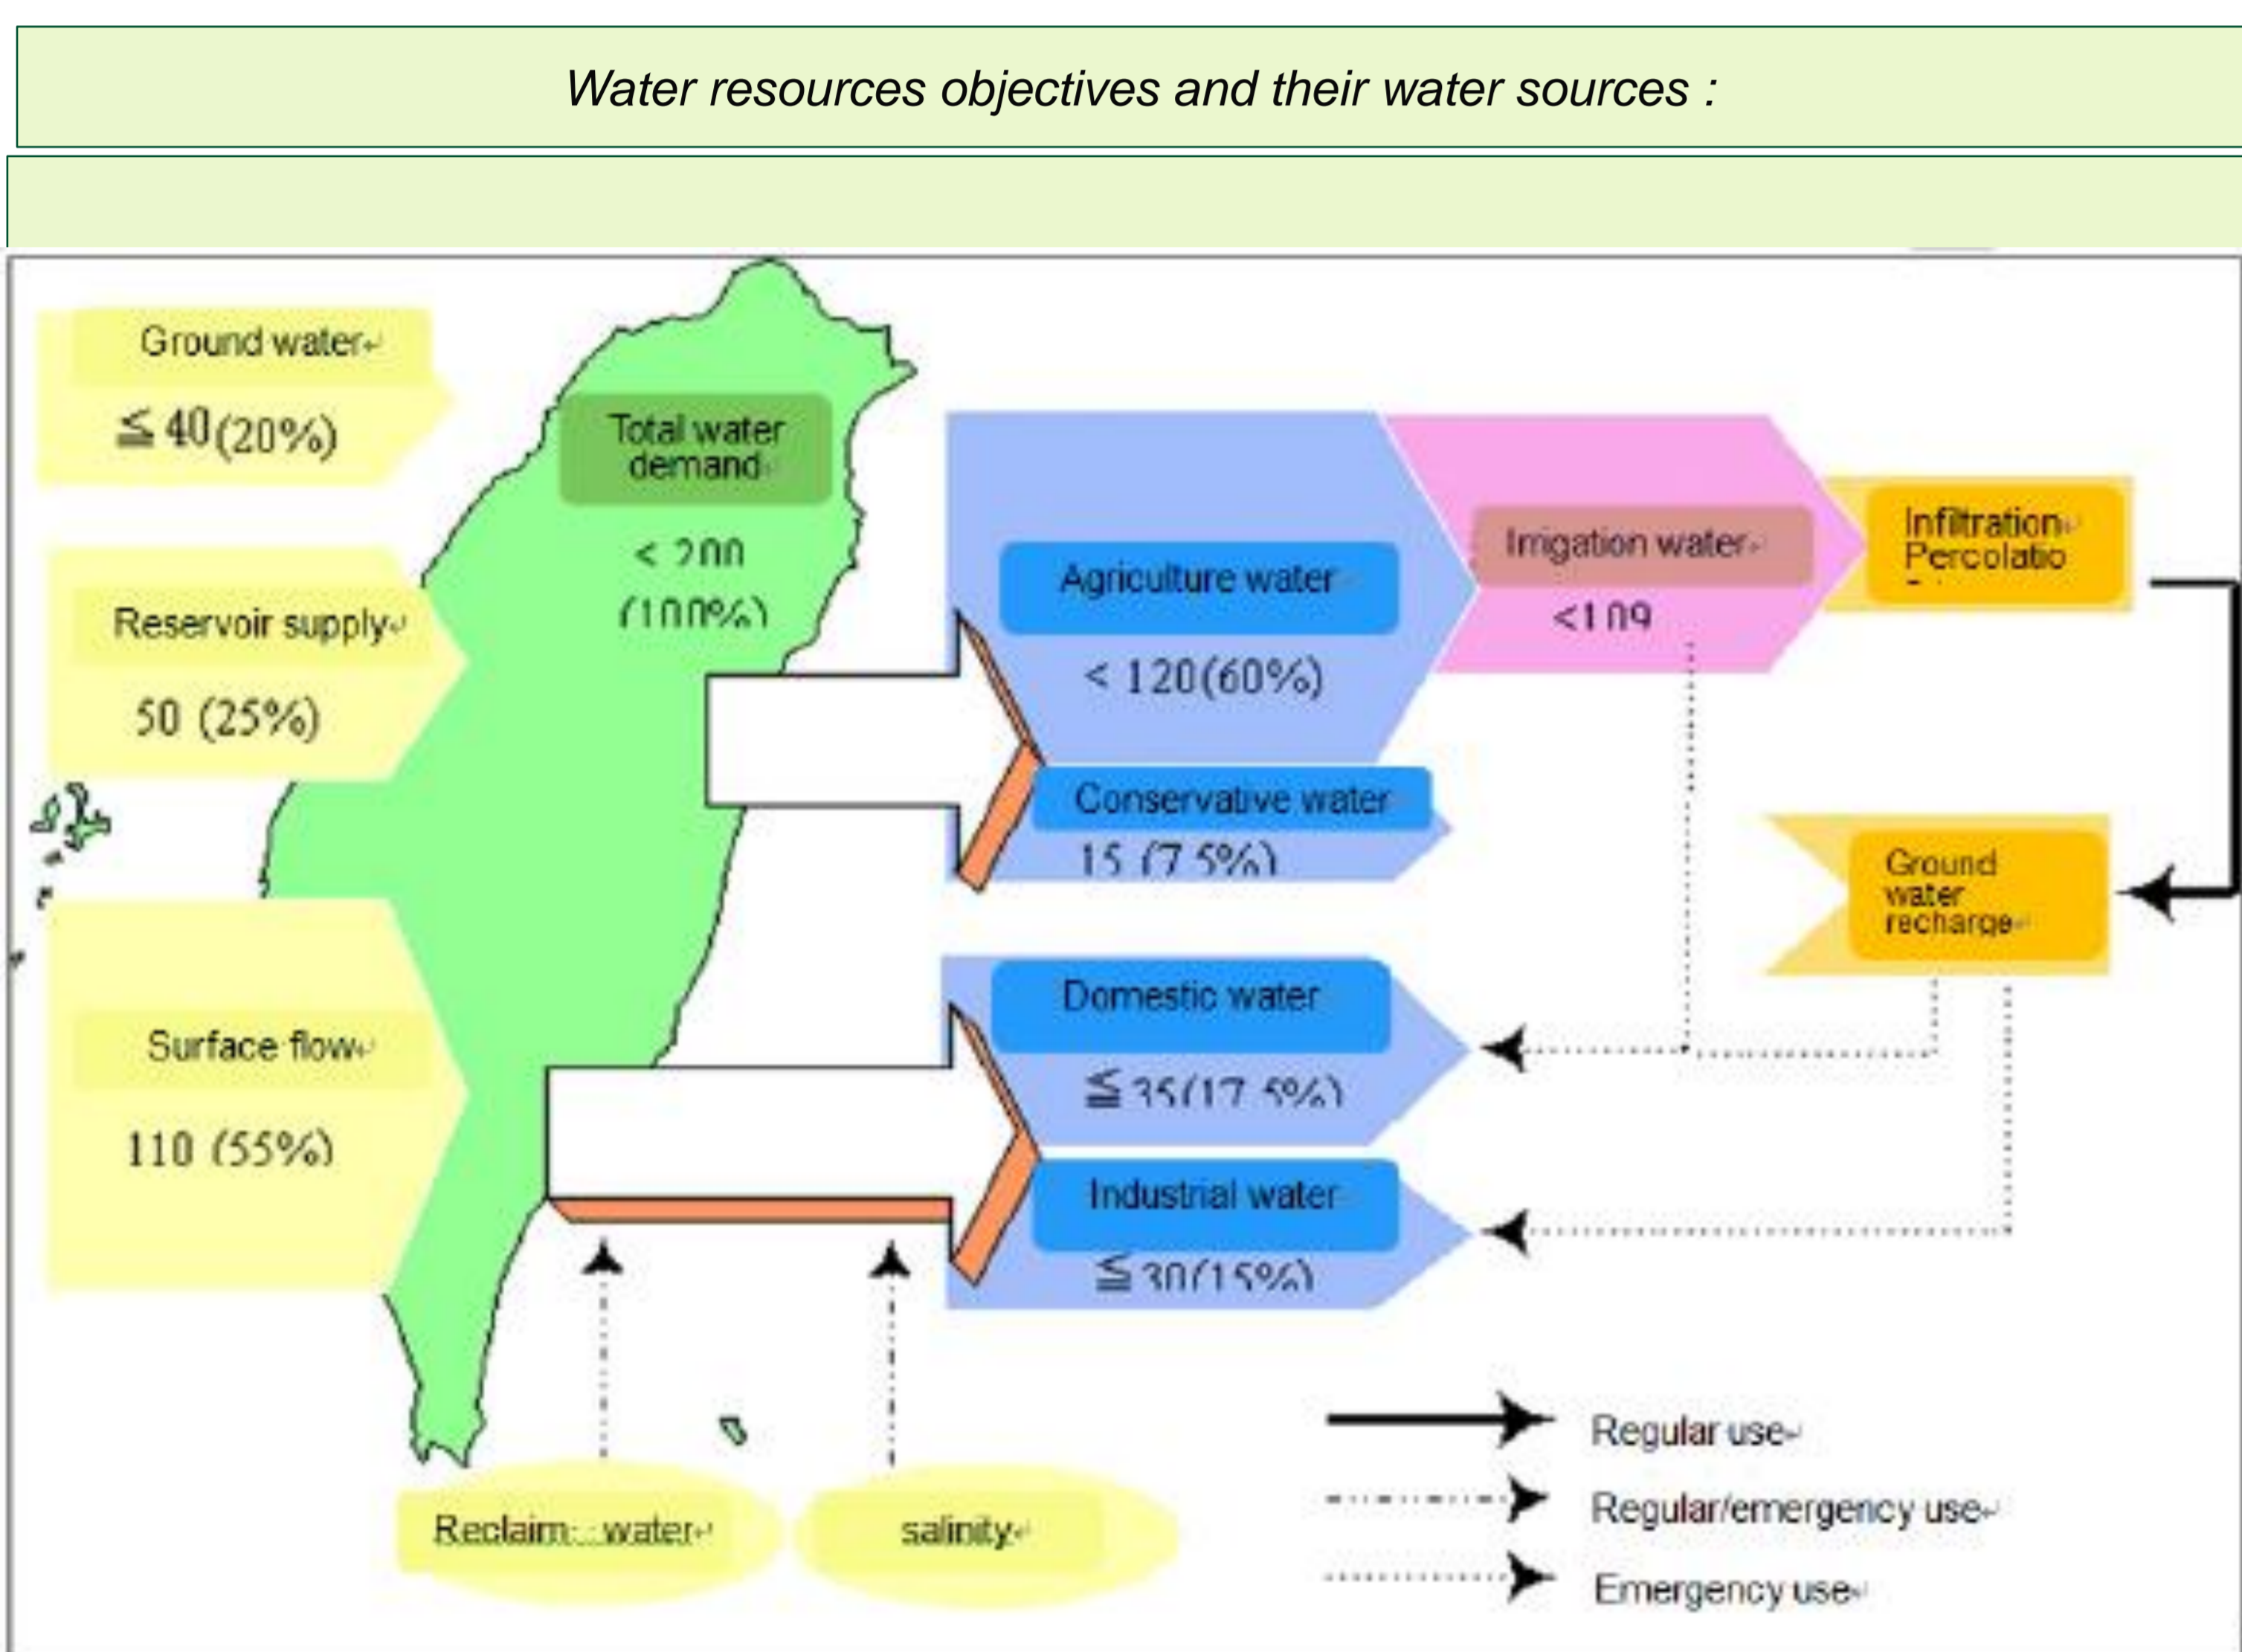 Water resources objectives and their water sources :
Ground water
≦ 40(20%)
Reservoir supply
50 (25%)
Surface flow
110 (55%)
Total water
demand
< 200
(100%)
Agriculture water
< 120(60%)
Conservative water
15 (7.5%)
Domestic water
≦ 35(17.5%)
Industrial water
≦ 30(15%)
Irrigation water
<109
Infiltration
Percolatio
Ground
water
recharge
Reclaim water
salinity
Regular use
Regular/emergency use
Emergency use